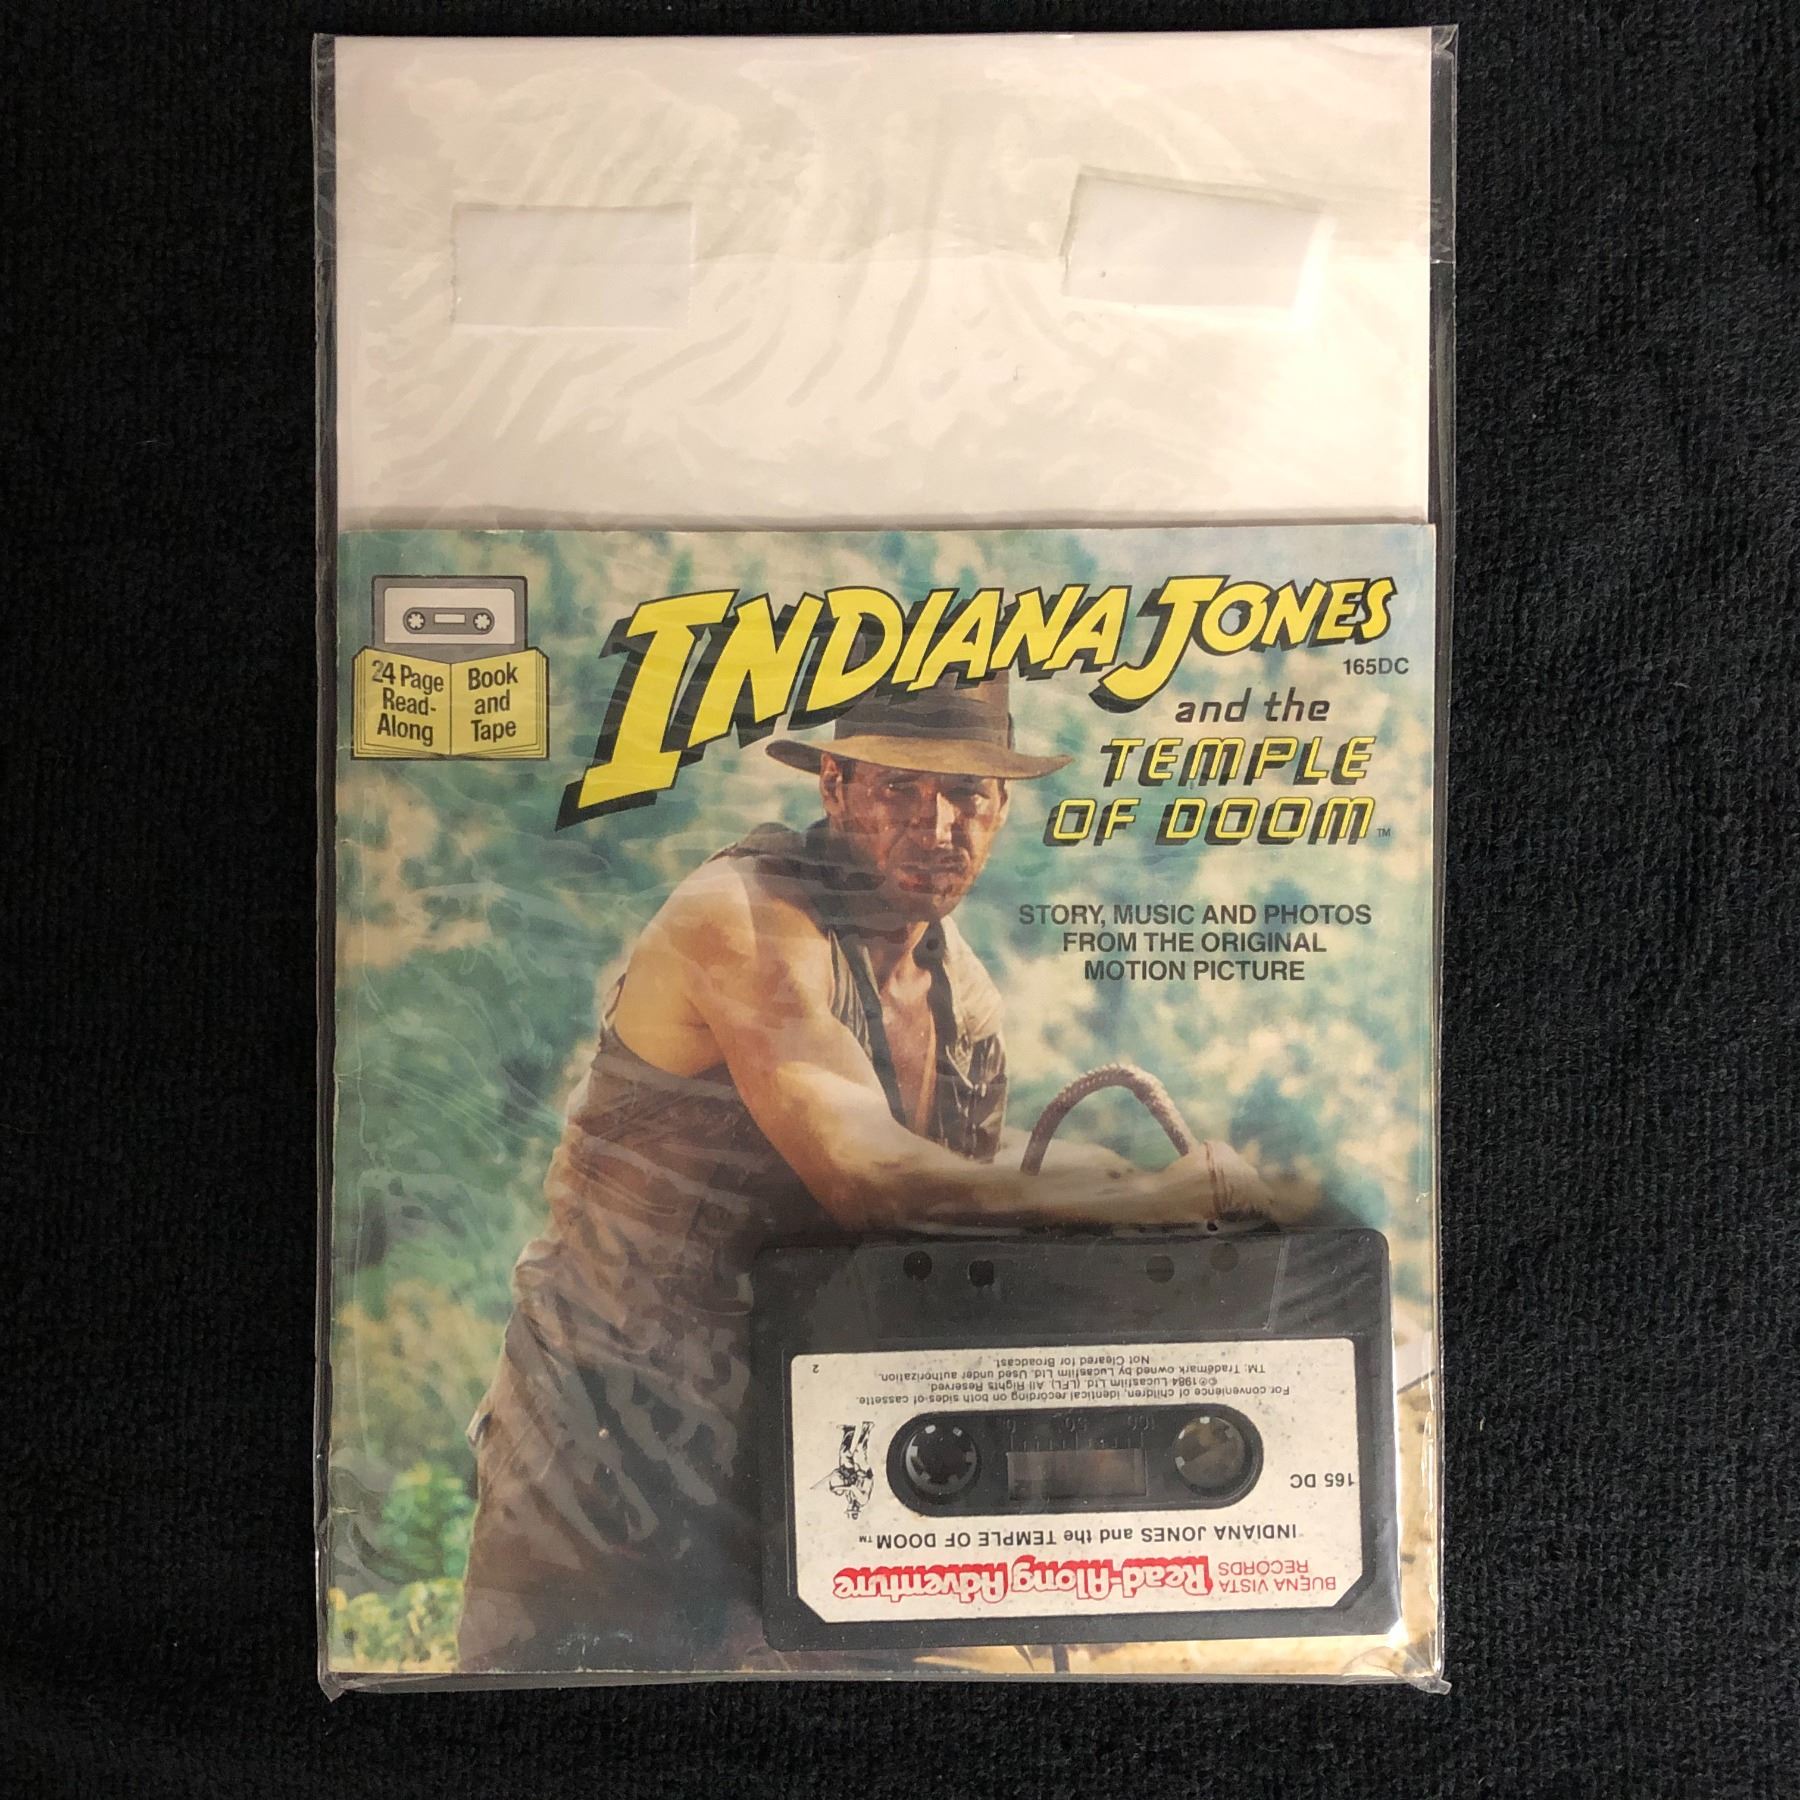 24 Page
Read-
Along
Book
and
Tape
INDIANA JONES
165DC
and the
TEMPLE
OF DOOM™
STORY, MUSIC AND PHOTOS
FROM THE ORIGINAL
MOTION PICTURE
BUENA VISTA
RECORDS
Read-Along Adventure
INDIANA JONES and the TEMPLE OF DOOM™
165 DC
0 50 100
For convenience of children, identical recording on both sides of cassette.
℗©1984 Lucasfilm Ltd. (LFL) All Rights Reserved.
TM: Trademark owned by Lucasfilm Ltd. Used under authorization.
Not Cleared for Broadcast.
2